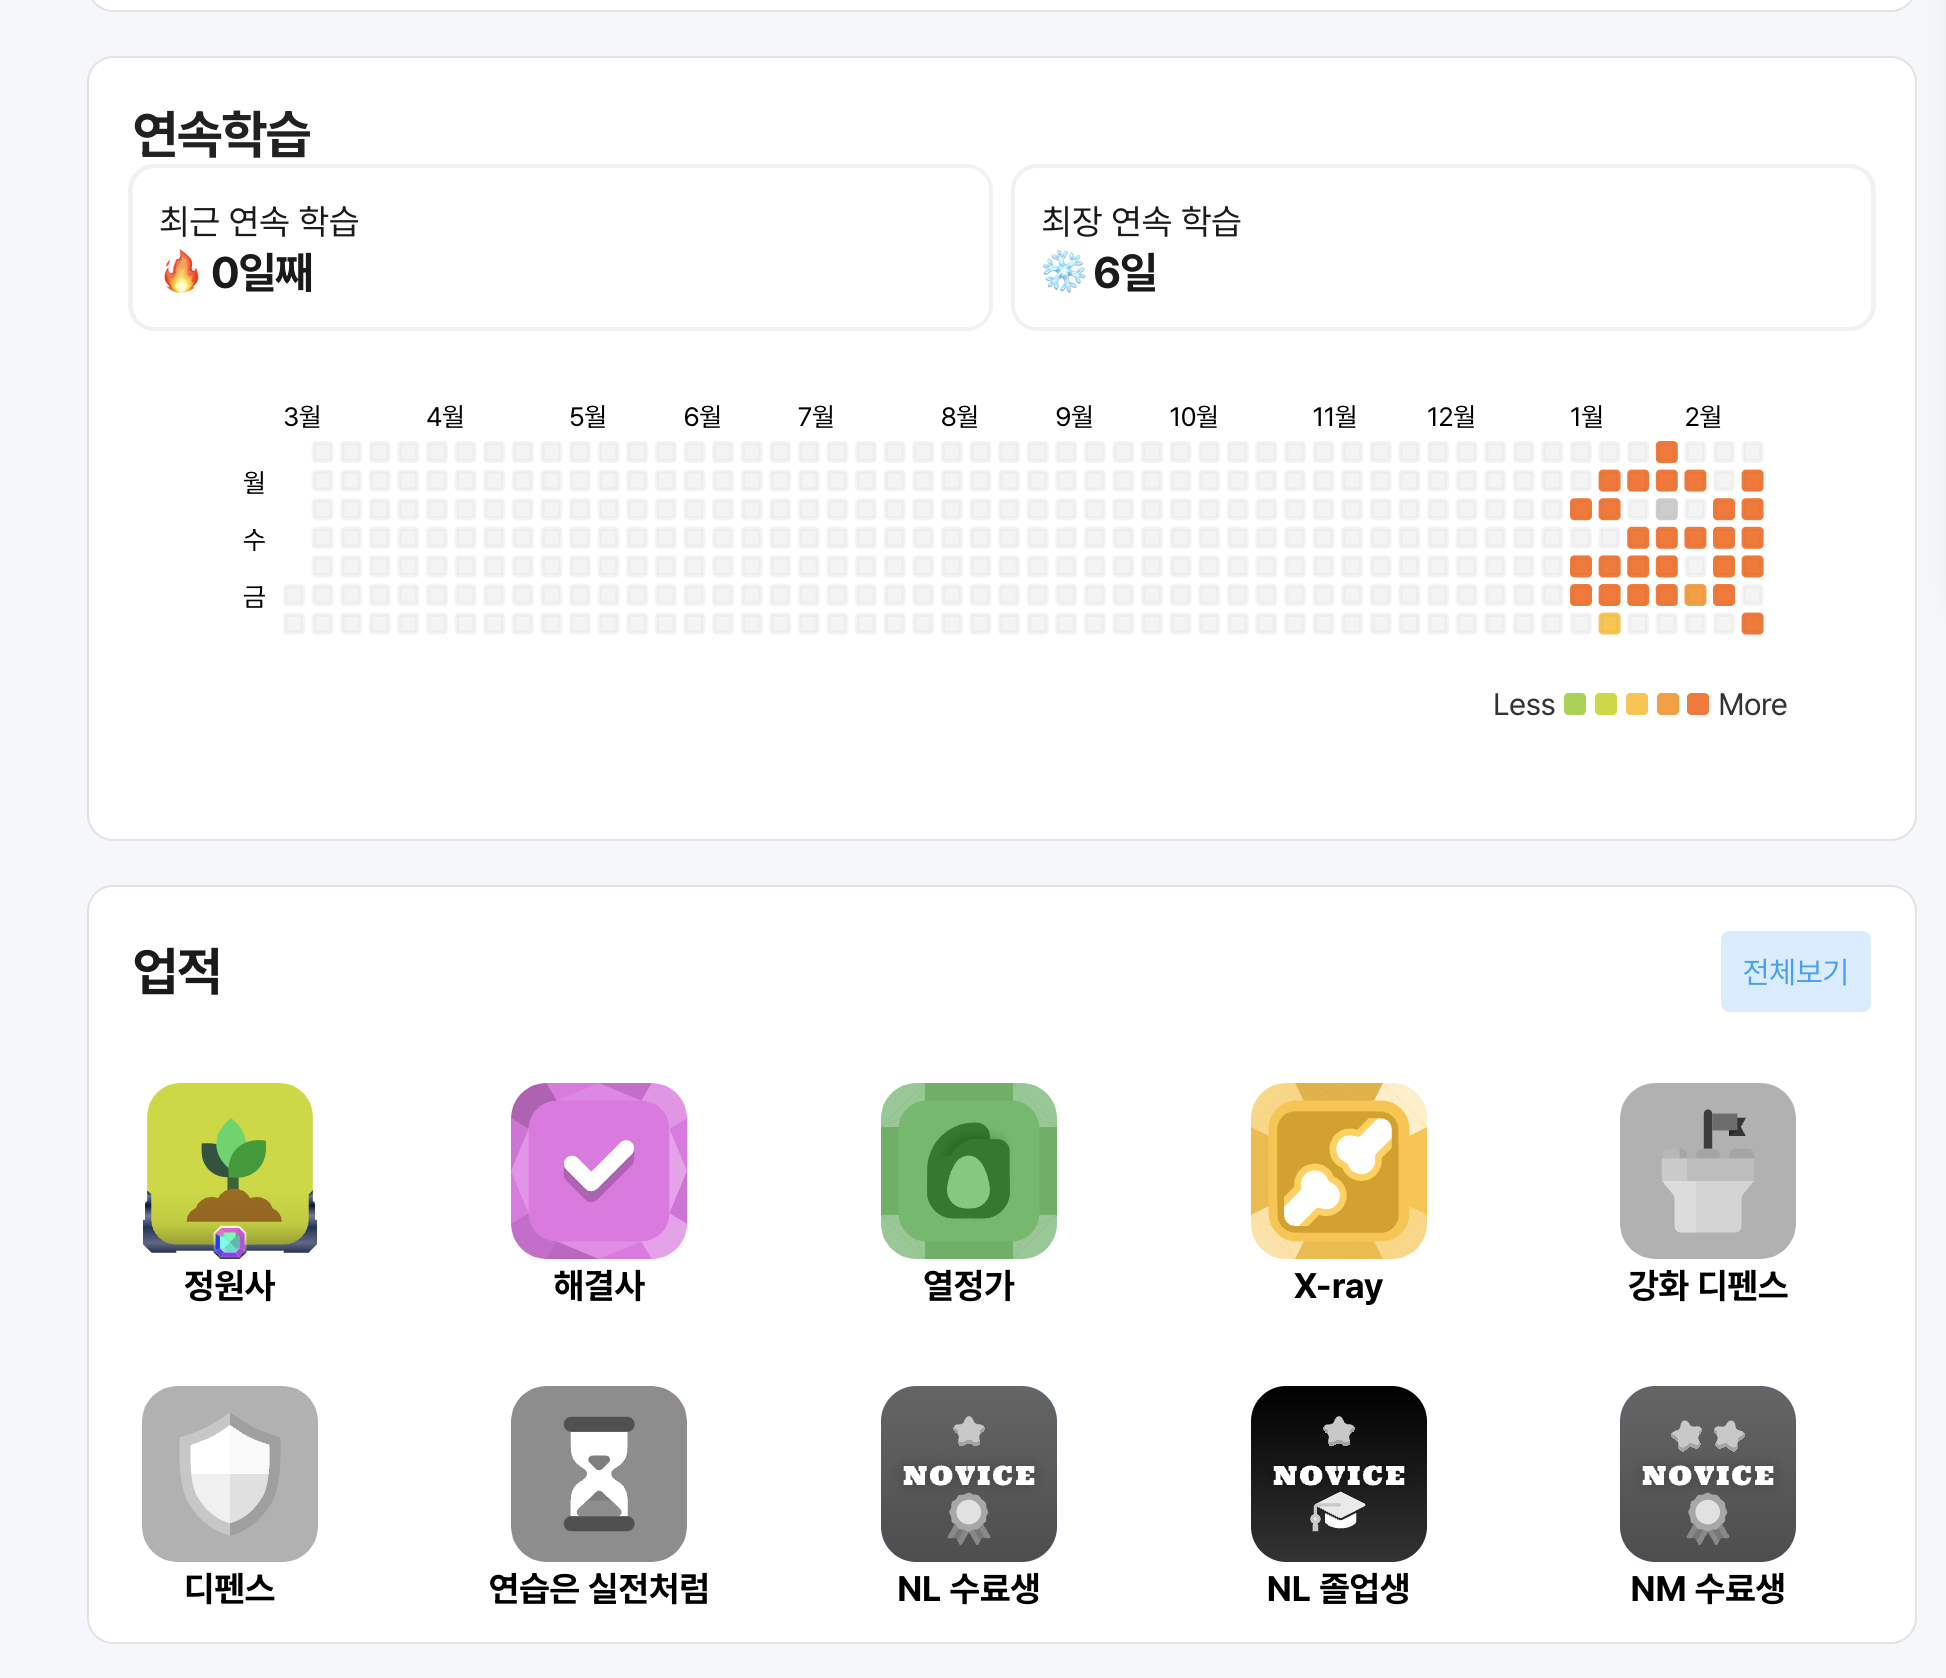 연속학습
최근 연속 학습
🔥 0일째
최장 연속 학습
❄️ 6일
3월 4월 5월 6월 7월 8월 9월 10월 11월 12월 1월 2월
월
수
금
Less More
업적
전체보기
정원사
해결사
열정가
X-ray
강화 디펜스
NOVICE
NOVICE
NOVICE
디펜스
연습은 실전처럼
NL 수료생
NL 졸업생
NM 수료생